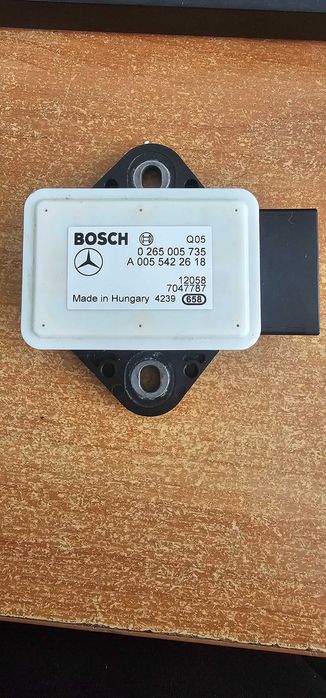 BOSCH Q05
0 265 005 735
A 005 542 26 18
12058
7047787
Made in Hungary 4239 658